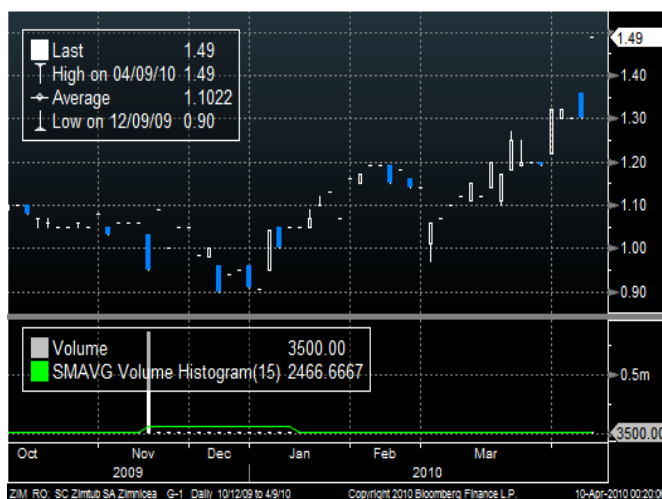 Last 1.49
High on 04/09/10 1.49
Average 1.1022
Low on 12/09/09 0.90
1.49
1.40
1.30
1.20
1.10
1.00
0.90
Volume 3500.00
SMAVG Volume Histogram(15) 2466.6667
0.5m
3500.00
Oct Nov Dec Jan Feb Mar
2009 2010
ZIM RO: SC Zimtub SA Zimnicea G-1 Daily 10/12/09 to 4/9/10 Copyright 2010 Bloomberg Finance L.P. 10-Apr-2010 00:20:0